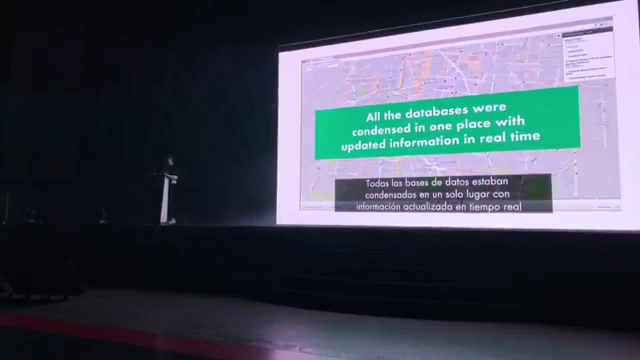 All the databases were
condensed in one place with
updated information in real time
Todas las bases de datos estaban
condensadas en un solo lugar con
información actualizada en tiempo real